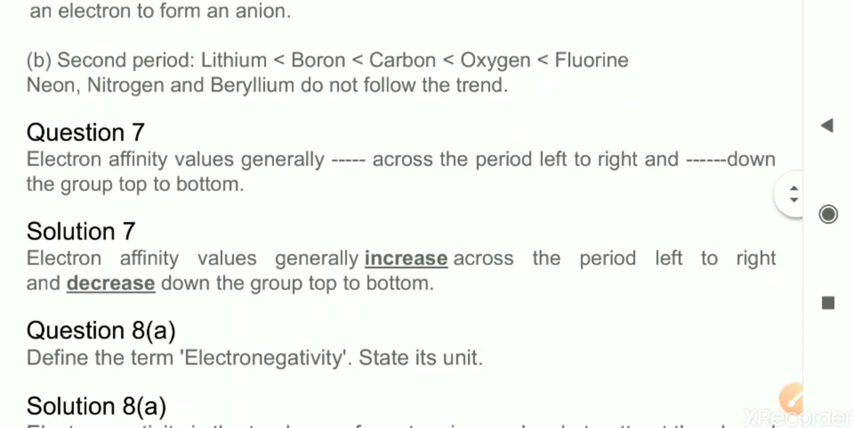 an electron to form an anion.
(b) Second period: Lithium < Boron < Carbon < Oxygen < Fluorine
Neon, Nitrogen and Beryllium do not follow the trend.
Question 7
Electron affinity values generally ----- across the period left to right and ------down
the group top to bottom.
Solution 7
Electron affinity values generally increase across the period left to right
and decrease down the group top to bottom.
Question 8(a)
Define the term 'Electronegativity'. State its unit.
Solution 8(a)
XRecorder